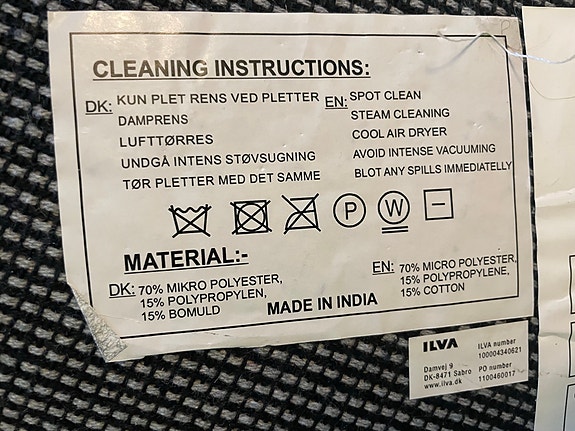 CLEANING INSTRUCTIONS:
DK: KUN PLET RENS VED PLETTER
DAMPRENS
LUFTTØRRES
UNDGÅ INTENS STØVSUGNING
TØR PLETTER MED DET SAMME
EN: SPOT CLEAN
STEAM CLEANING
COOL AIR DRYER
AVOID INTENSE VACUUMING
BLOT ANY SPILLS IMMEDIATELLY
P W
MATERIAL:-
DK: 70% MIKRO POLYESTER,
15% POLYPROPYLEN,
15% BOMULD
MADE IN INDIA
EN: 70% MICRO POLYESTER,
15% POLYPROPYLENE,
15% COTTON
ILVA
Damvej 9
DK-8471 Sabro
www.ilva.dk
ILVA number
100004340621
PO number
1100460017